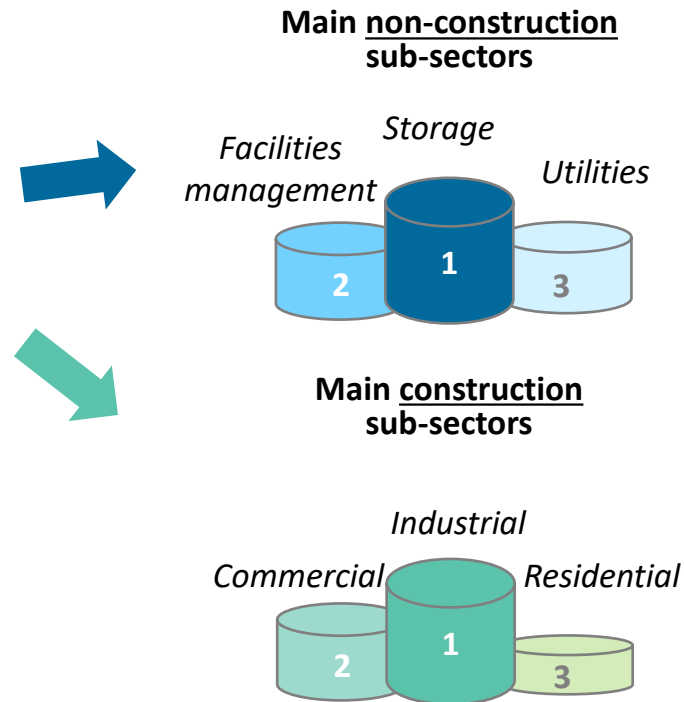 Main non-construction
sub-sectors
Storage
Facilities
management
Utilities
1
2
3
Main construction
sub-sectors
Industrial
Commercial
Residential
1
2
3